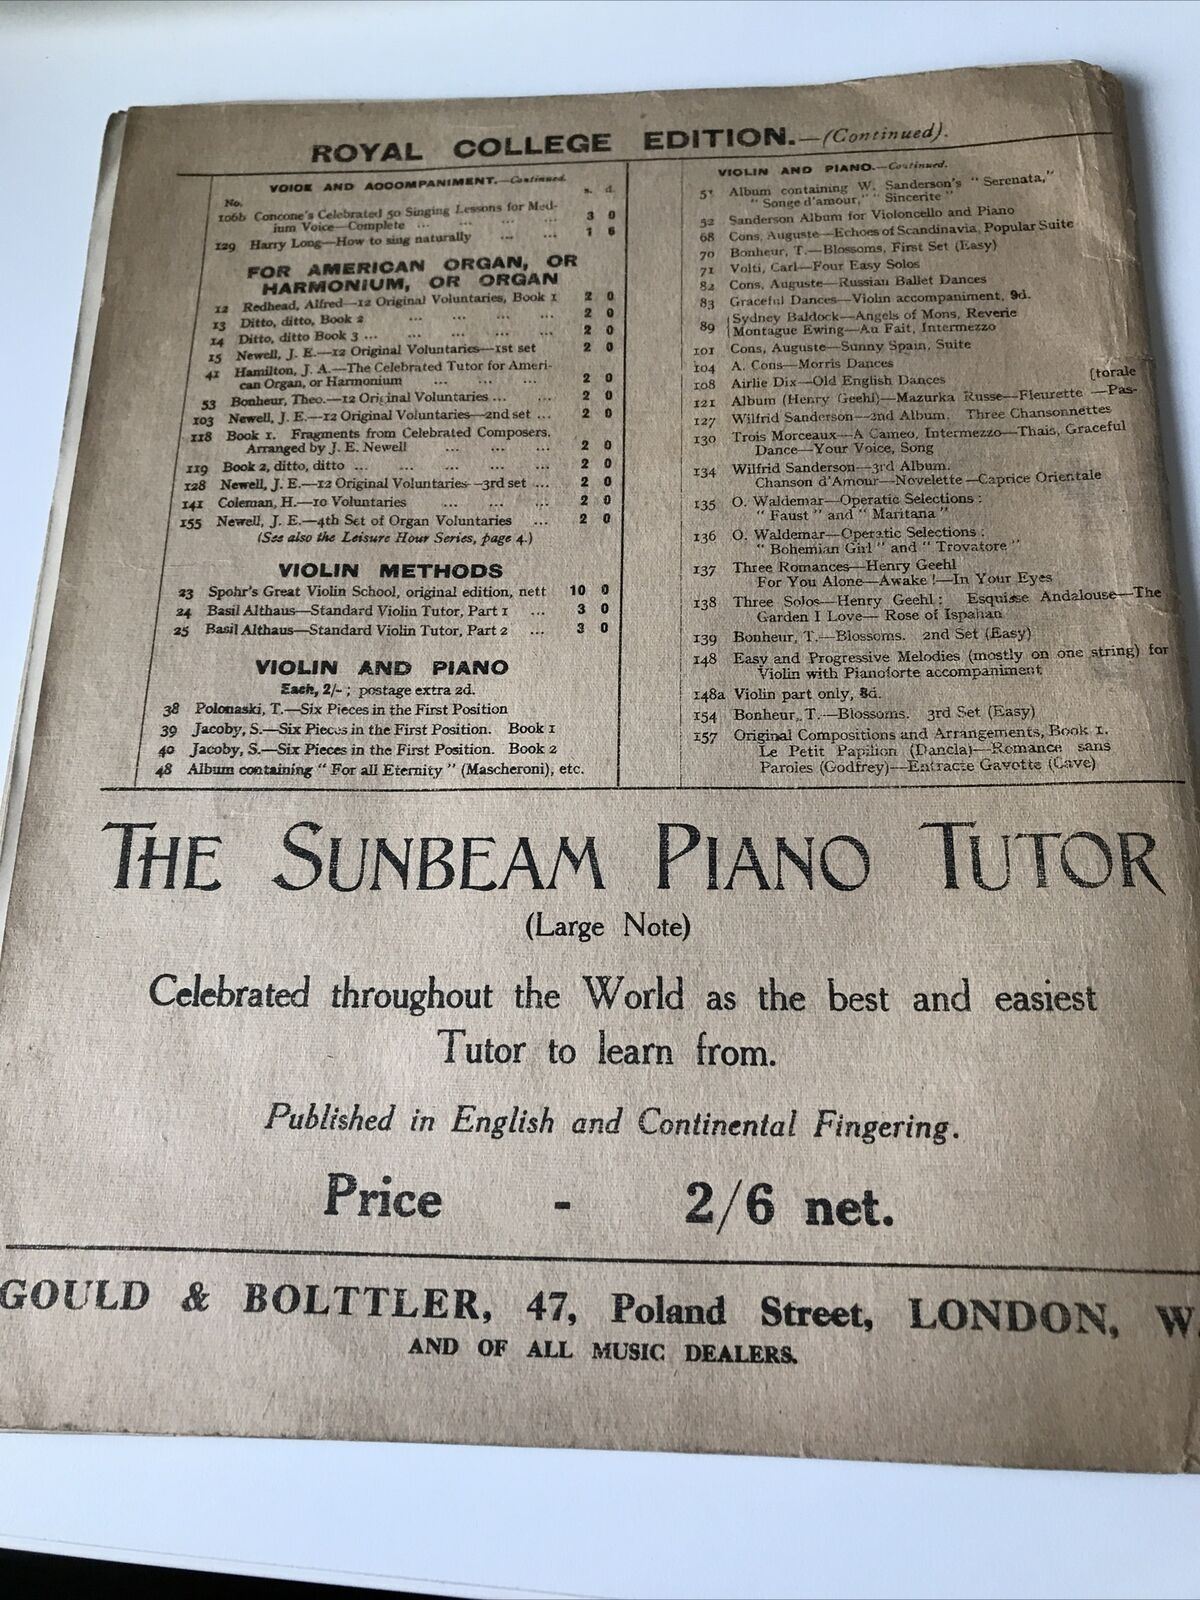 ROYAL COLLEGE EDITION.—(Continued).
VOICE AND ACCOMPANIMENT.—Continued.
No. s. d.
106b Concone's Celebrated 50 Singing Lessons for Med-
ium Voice—Complete ... ... ... 3 0
129 Harry Long—How to sing naturally ... ... 1 6
FOR AMERICAN ORGAN, OR
HARMONIUM, OR ORGAN
12 Redhead, Alfred—12 Original Voluntaries, Book 1 2 0
13 Ditto, ditto, Book 2 ... ... ... ... 2 0
14 Ditto, ditto Book 3 ... ... ... ... 2 0
15 Newell, J. E.—12 Original Voluntaries—1st set 2 0
41 Hamilton, J. A.—The Celebrated Tutor for Ameri-
can Organ, or Harmonium ... ... ... 2 0
53 Bonheur, Theo.—12 Original Voluntaries ... ... 2 0
103 Newell, J. E.—12 Original Voluntaries—2nd set ... 2 0
118 Book 1. Fragments from Celebrated Composers.
Arranged by J. E. Newell ... ... ... 2 0
119 Book 2, ditto, ditto ... ... ... ... ... 2 0
128 Newell, J. E.—12 Original Voluntaries—3rd set ... 2 0
141 Coleman, H.—10 Voluntaries ... ... ... 2 0
155 Newell, J. E.—4th Set of Organ Voluntaries ... 2 0
(See also the Leisure Hour Series, page 4.)
VIOLIN METHODS
23 Spohr's Great Violin School, original edition, nett 10 0
24 Basil Althaus—Standard Violin Tutor, Part 1 ... 3 0
25 Basil Althaus—Standard Violin Tutor, Part 2 ... 3 0
VIOLIN AND PIANO
Each, 2/- ; postage extra 2d.
38 Polonaski, T.—Six Pieces in the First Position
39 Jacoby, S.—Six Pieces in the First Position. Book 1
40 Jacoby, S.—Six Pieces in the First Position. Book 2
48 Album containing "For all Eternity" (Mascheroni), etc.
VIOLIN AND PIANO.—Continued.
51 Album containing W. Sanderson's "Serenata,"
"Songe d'amour," "Sincerite"
52 Sanderson Album for Violoncello and Piano
68 Cons, Auguste—Echoes of Scandinavia, Popular Suite
70 Bonheur, T.—Blossoms, First Set (Easy)
71 Volti, Carl—Four Easy Solos
82 Cons, Auguste—Russian Ballet Dances
83 Graceful Dances—Violin accompaniment, 9d.
89 Sydney Baldock—Angels of Mons, Reverie
Montague Ewing—Au Fait, Intermezzo
101 Cons, Auguste—Sunny Spain, Suite
104 A. Cons—Morris Dances
108 Airlie Dix—Old English Dances [torale
121 Album (Henry Geehl)—Mazurka Russe—Fleurette—Pas-
127 Wilfrid Sanderson—2nd Album. Three Chansonnettes
130 Trois Morceaux—A Cameo, Intermezzo—Thais, Graceful
Dance—Your Voice, Song
134 Wilfrid Sanderson—3rd Album.
Chanson d'Amour—Novelette—Caprice Orientale
135 O. Waldemar—Operatic Selections :
"Faust" and "Maritana"
136 O. Waldemar—Operatic Selections :
"Bohemian Girl" and "Trovatore"
137 Three Romances—Henry Geehl
For You Alone—Awake !—In Your Eyes
138 Three Solos—Henry Geehl : Esquisse Andalouse—The
Garden I Love—Rose of Ispahan
139 Bonheur, T.—Blossoms. 2nd Set (Easy)
148 Easy and Progressive Melodies (mostly on one string) for
Violin with Pianoforte accompaniment
148a Violin part only, 8d.
154 Bonheur, T.—Blossoms. 3rd Set (Easy)
157 Original Compositions and Arrangements, Book 1.
Le Petit Papillon (Dancla)—Romance sans
Paroles (Godfrey)—Entracte Gavotte (Cave)
THE SUNBEAM PIANO TUTOR
(Large Note)
Celebrated throughout the World as the best and easiest
Tutor to learn from.
Published in English and Continental Fingering.
Price - 2/6 net.
GOULD & BOLTTLER, 47, Poland Street, LONDON, W.
AND OF ALL MUSIC DEALERS.